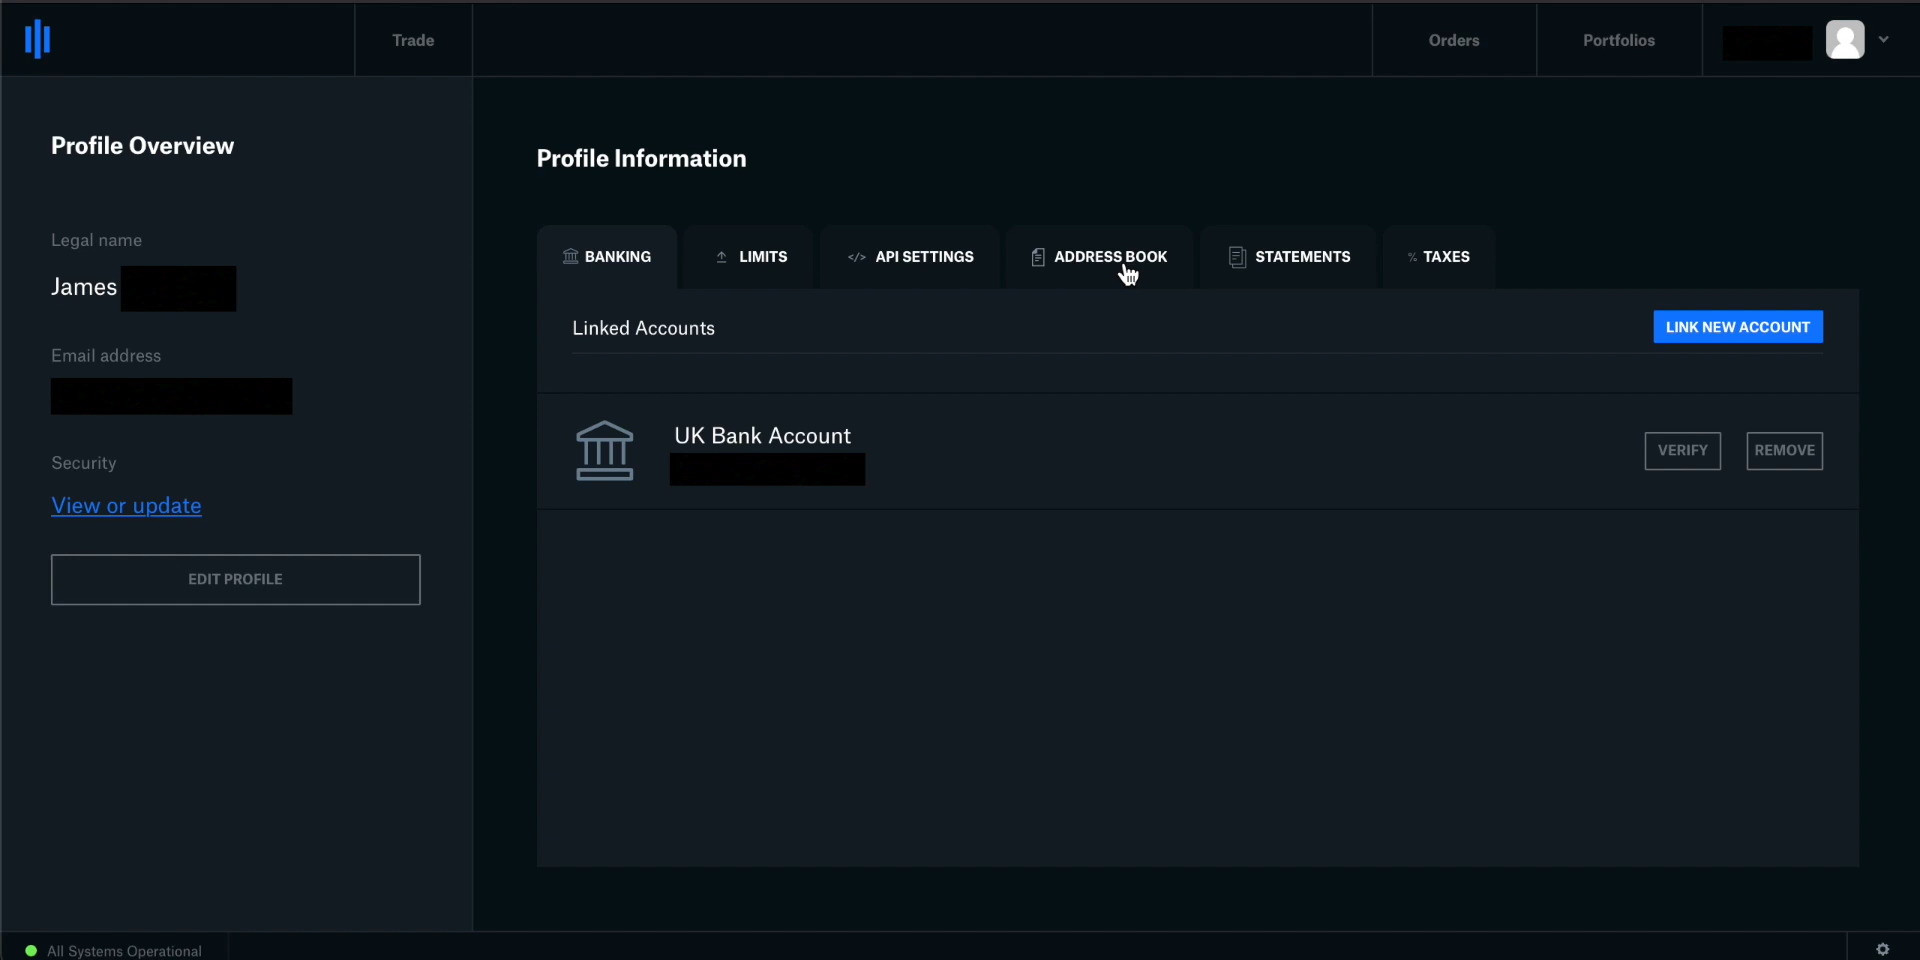 Trade
Orders
Portfolios
Profile Overview
Legal name
James
Email address
Security
View or update
EDIT PROFILE
Profile Information
BANKING
LIMITS
</> API SETTINGS
ADDRESS BOOK
STATEMENTS
% TAXES
Linked Accounts
LINK NEW ACCOUNT
UK Bank Account
VERIFY
REMOVE
All Systems Operational